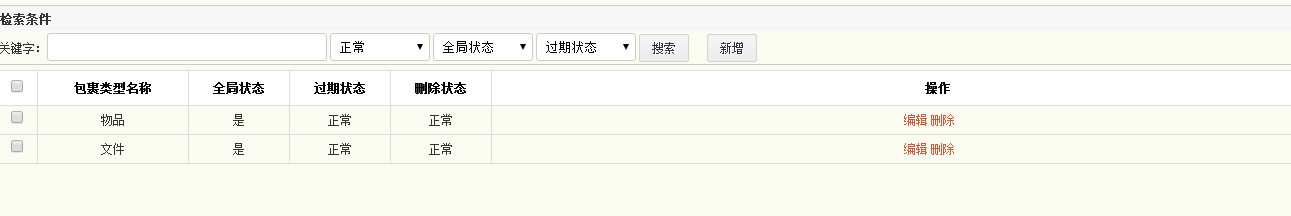 检索条件
关键字: 正常 全局状态 过期状态 搜索 新增
包裹类型名称 全局状态 过期状态 删除状态 操作
物品 是 正常 正常 编辑 删除
文件 是 正常 正常 编辑 删除